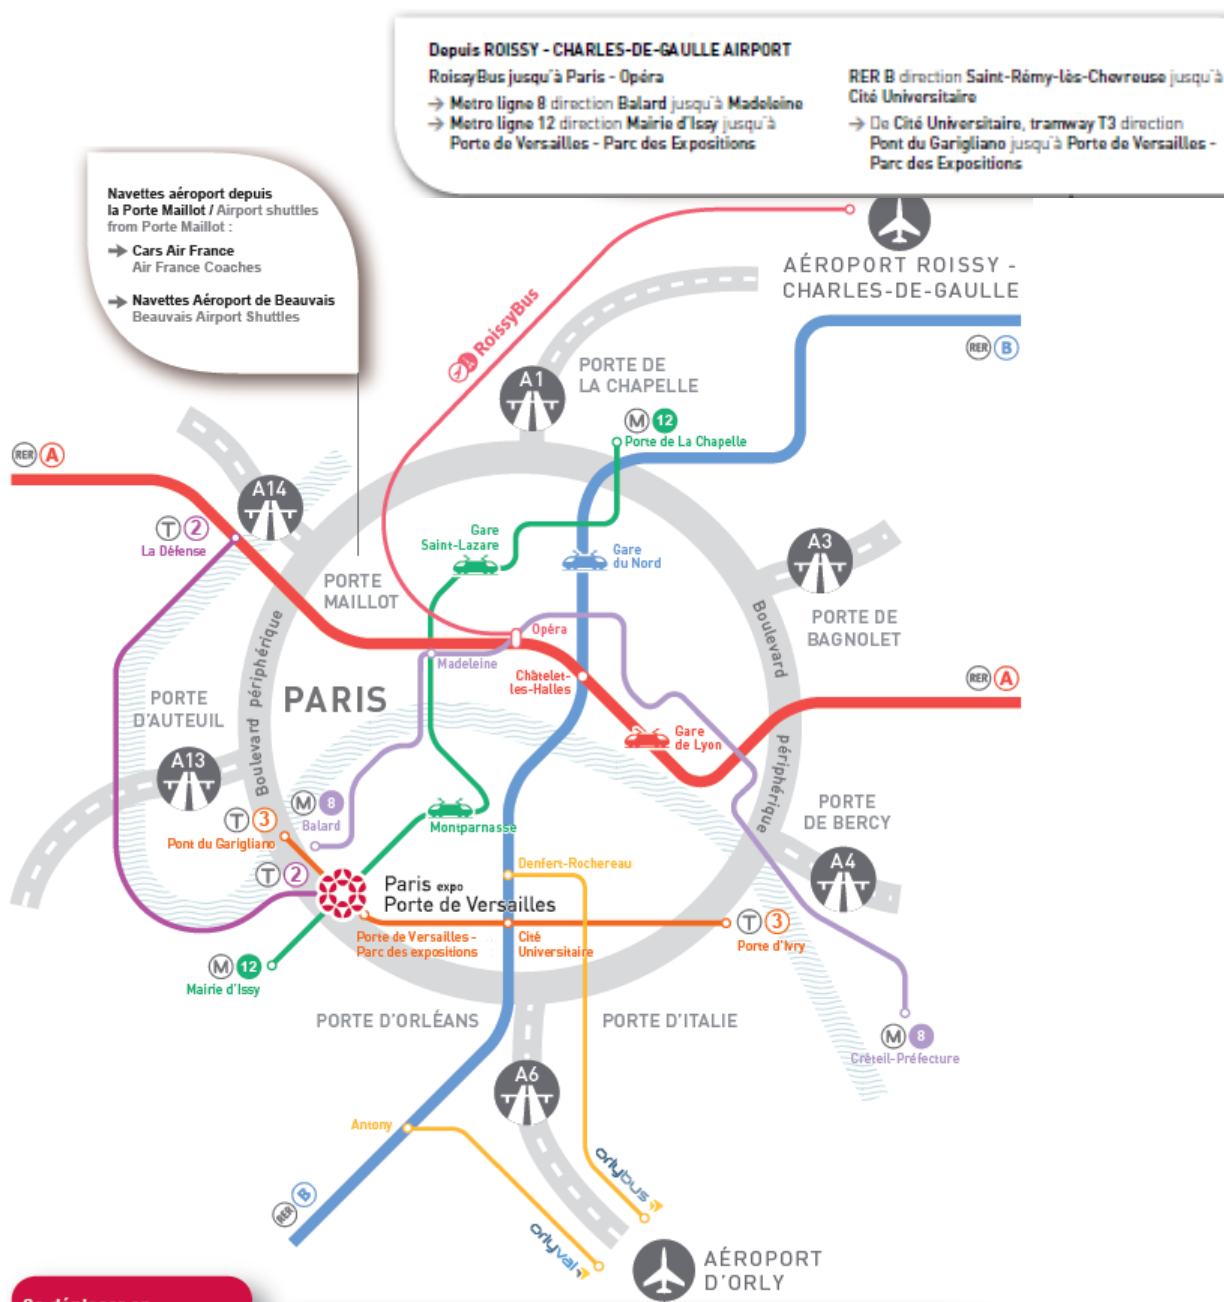 Depuis ROISSY - CHARLES-DE-GAULLE AIRPORT
RoissyBus jusqu'à Paris - Opéra
→ Metro ligne 8 direction Balard jusqu'à Madeleine
→ Metro ligne 12 direction Mairie d'Issy jusqu'à
Porte de Versailles - Parc des Expositions
RER B direction Saint-Rémy-lès-Chevreuse jusqu'à
Cité Universitaire
→ De Cité Universitaire, tramway T3 direction
Pont du Garigliano jusqu'à Porte de Versailles -
Parc des Expositions
Navettes aéroport depuis
la Porte Maillot / Airport shuttles
from Porte Maillot :
→ Cars Air France
Air France Coaches
→ Navettes Aéroport de Beauvais
Beauvais Airport Shuttles
AÉROPORT ROISSY -
CHARLES-DE-GAULLE
RoissyBus
RER B
A1
PORTE DE
LA CHAPELLE
M 12
Porte de La Chapelle
RER A
A14
T 2
La Défense
Gare
Saint-Lazare
Gare
du Nord
A3
PORTE
MAILLOT
PORTE DE
BAGNOLET
Boulevard périphérique
Boulevard
périphérique
Opéra
Madeleine
Châtelet-
les-Halles
RER A
PARIS
PORTE
D'AUTEUIL
Gare
de Lyon
A13
M 8
Balard
T 3
Pont du Garigliano
Montparnasse
PORTE
DE BERCY
A4
T 2
Denfert-Rochereau
Paris expo
Porte de Versailles
Porte de Versailles -
Parc des expositions
Cité
Universitaire
T 3
Porte d'Ivry
M 12
Mairie d'Issy
PORTE D'ORLÉANS
PORTE D'ITALIE
M 8
Créteil-Préfecture
A6
Antony
orlybus
RER B
orlyval
AÉROPORT
D'ORLY